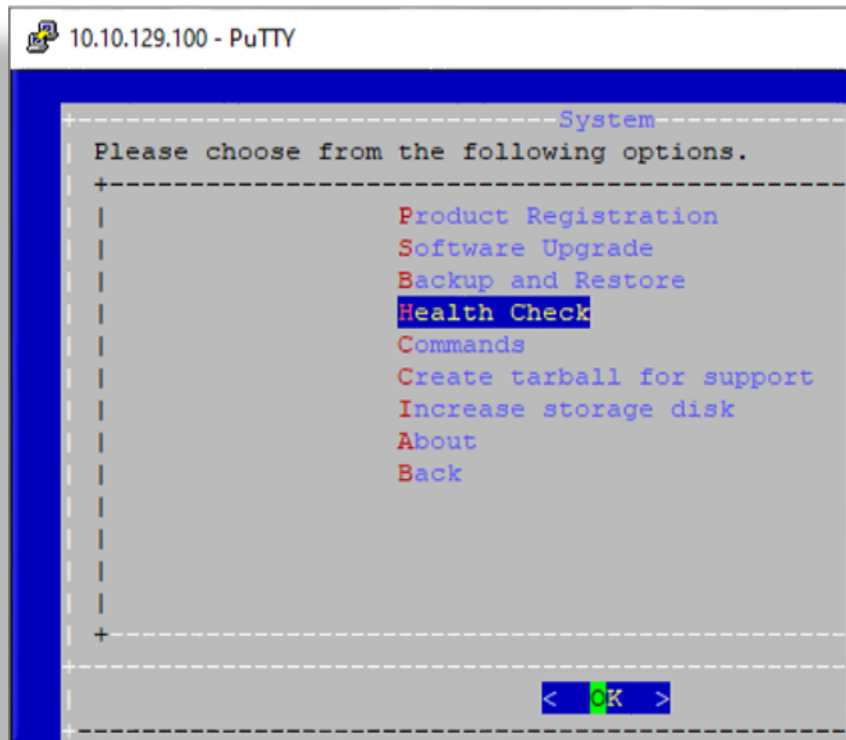 10.10.129.100 - PuTTY
System
Please choose from the following options.
Product Registration
Software Upgrade
Backup and Restore
Health Check
Commands
Create tarball for support
Increase storage disk
About
Back
< OK >